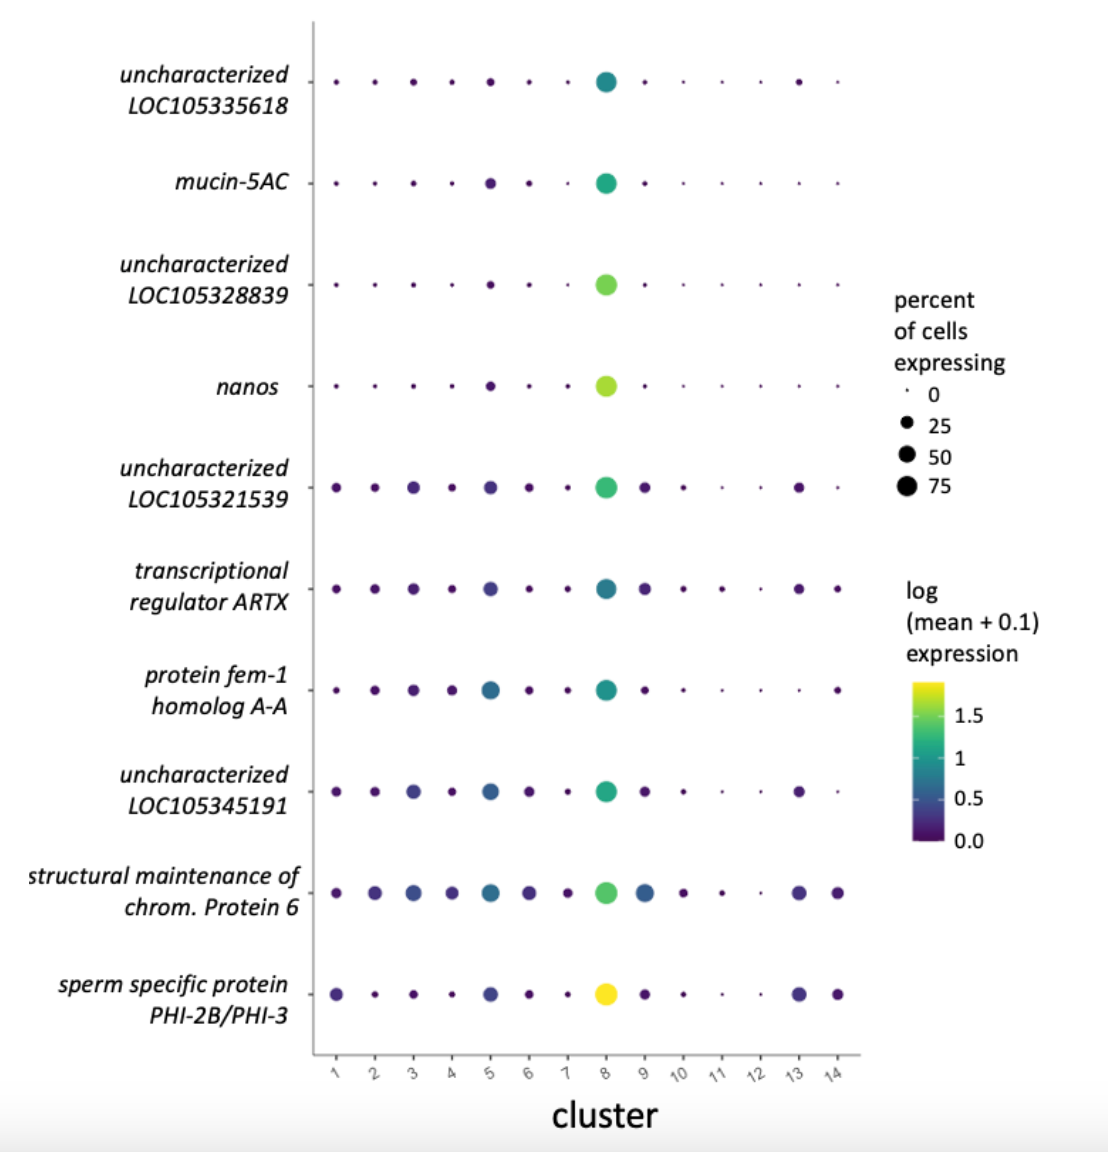 uncharacterized
LOC105335618
mucin-5AC
uncharacterized
LOC105328839
nanos
uncharacterized
LOC105321539
transcriptional
regulator ARTX
protein fem-1
homolog A-A
uncharacterized
LOC105345191
structural maintenance of
chrom. Protein 6
sperm specific protein
PHI-2B/PHI-3
1 2 3 4 5 6 7 8 9 10 11 12 13 14
cluster
percent
of cells
expressing
0
25
50
75
log
(mean + 0.1)
expression
1.5
1
0.5
0.0